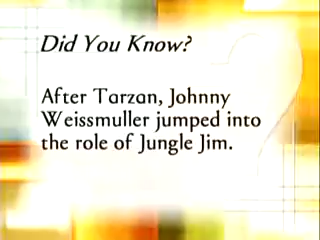 Did You Know?
After Tarzan, Johnny
Weissmuller jumped into
the role of Jungle Jim.